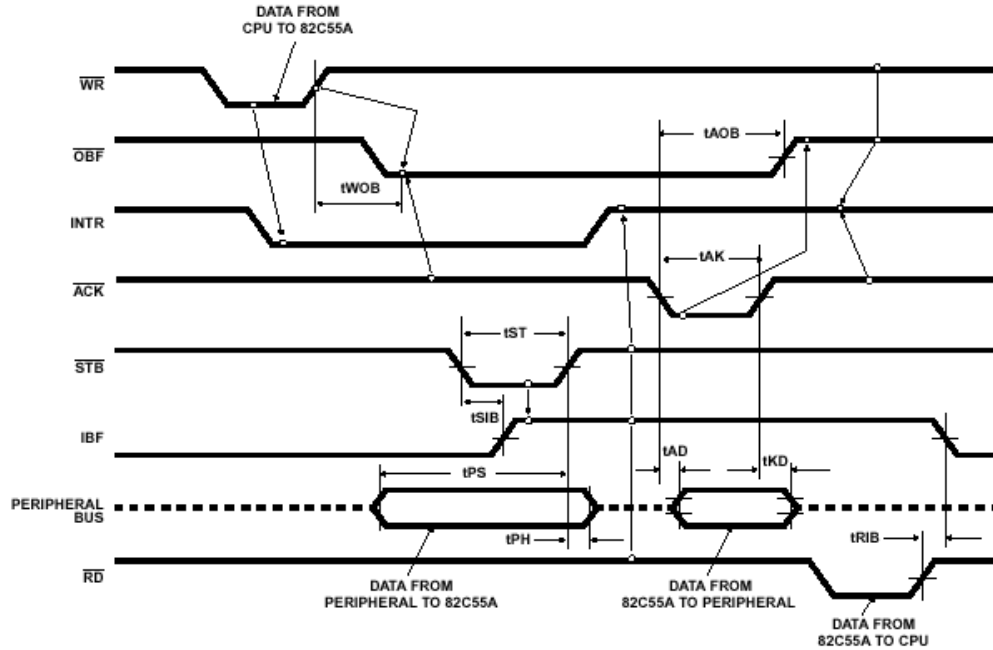 DATA FROM
CPU TO 82C55A
WR
tAOB
OBF
tWOB
INTR
tAK
ACK
tST
STB
tSIB
IBF
tAD
tKD
tPS
PERIPHERAL
BUS
tPH
tRIB
RD
DATA FROM
PERIPHERAL TO 82C55A
DATA FROM
82C55A TO PERIPHERAL
DATA FROM
82C55A TO CPU